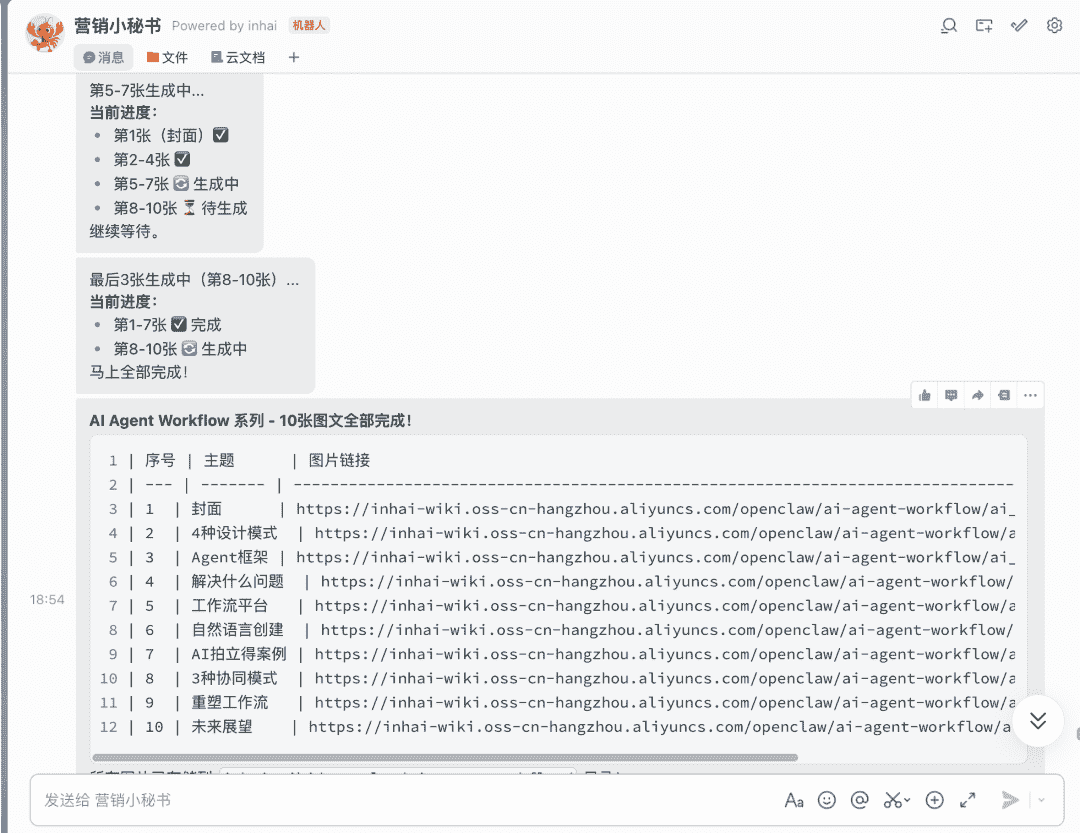 营销小秘书 Powered by inhai 机器人
消息 文件 云文档
第5-7张生成中...
当前进度：
第1张（封面）
第2-4张
第5-7张 生成中
第8-10张 待生成
继续等待。
最后3张生成中（第8-10张）...
当前进度：
第1-7张 完成
第8-10张 生成中
马上全部完成！
AI Agent Workflow 系列 - 10张图文全部完成！
1 | 序号 | 主题 | 图片链接
2 | --- | ------- | --------------------------------------------------------------------------
3 | 1 | 封面 | https://inhai-wiki.oss-cn-hangzhou.aliyuncs.com/openclaw/ai-agent-workflow/ai_
4 | 2 | 4种设计模式 | https://inhai-wiki.oss-cn-hangzhou.aliyuncs.com/openclaw/ai-agent-workflow/a
5 | 3 | Agent框架 | https://inhai-wiki.oss-cn-hangzhou.aliyuncs.com/openclaw/ai-agent-workflow/ai_
6 | 4 | 解决什么问题 | https://inhai-wiki.oss-cn-hangzhou.aliyuncs.com/openclaw/ai-agent-workflow/
7 | 5 | 工作流平台 | https://inhai-wiki.oss-cn-hangzhou.aliyuncs.com/openclaw/ai-agent-workflow/a
8 | 6 | 自然语言创建 | https://inhai-wiki.oss-cn-hangzhou.aliyuncs.com/openclaw/ai-agent-workflow/
9 | 7 | AI拍立得案例 | https://inhai-wiki.oss-cn-hangzhou.aliyuncs.com/openclaw/ai-agent-workflow/a
10 | 8 | 3种协同模式 | https://inhai-wiki.oss-cn-hangzhou.aliyuncs.com/openclaw/ai-agent-workflow/a
11 | 9 | 重塑工作流 | https://inhai-wiki.oss-cn-hangzhou.aliyuncs.com/openclaw/ai-agent-workflow/a
12 | 10 | 未来展望 | https://inhai-wiki.oss-cn-hangzhou.aliyuncs.com/openclaw/ai-agent-workflow/a
18:54
发送给 营销小秘书
Aa